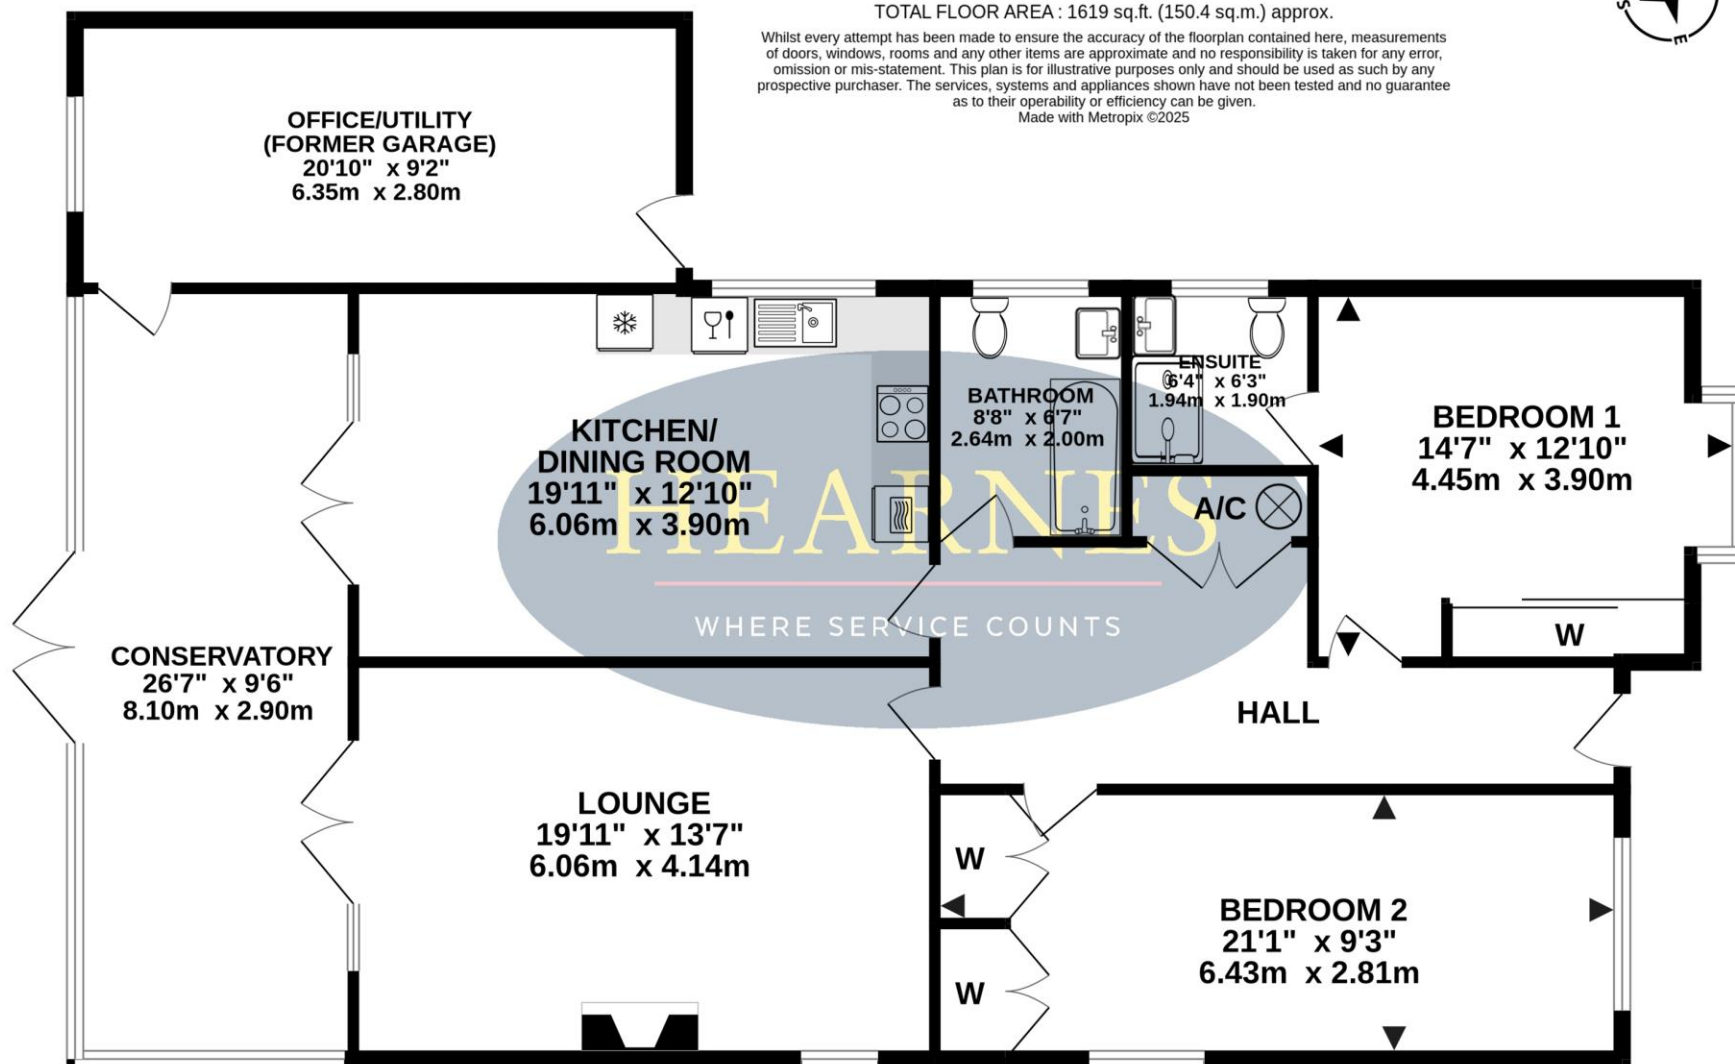 TOTAL FLOOR AREA : 1619 sq.ft. (150.4 sq.m.) approx.
Whilst every attempt has been made to ensure the accuracy of the floorplan contained here, measurements
of doors, windows, rooms and any other items are approximate and no responsibility is taken for any error,
omission or mis-statement. This plan is for illustrative purposes only and should be used as such by any
prospective purchaser. The services, systems and appliances shown have not been tested and no guarantee
as to their operability or efficiency can be given.
Made with Metropix ©2025
S
E
OFFICE/UTILITY
(FORMER GARAGE)
20'10" x 9'2"
6.35m x 2.80m
KITCHEN/
DINING ROOM
19'11" x 12'10"
6.06m x 3.90m
BATHROOM
8'8" x 6'7"
2.64m x 2.00m
ENSUITE
6'4" x 6'3"
1.94m x 1.90m
BEDROOM 1
14'7" x 12'10"
4.45m x 3.90m
A/C
HEARNES
WHERE SERVICE COUNTS
W
CONSERVATORY
26'7" x 9'6"
8.10m x 2.90m
HALL
LOUNGE
19'11" x 13'7"
6.06m x 4.14m
W
BEDROOM 2
21'1" x 9'3"
6.43m x 2.81m
W